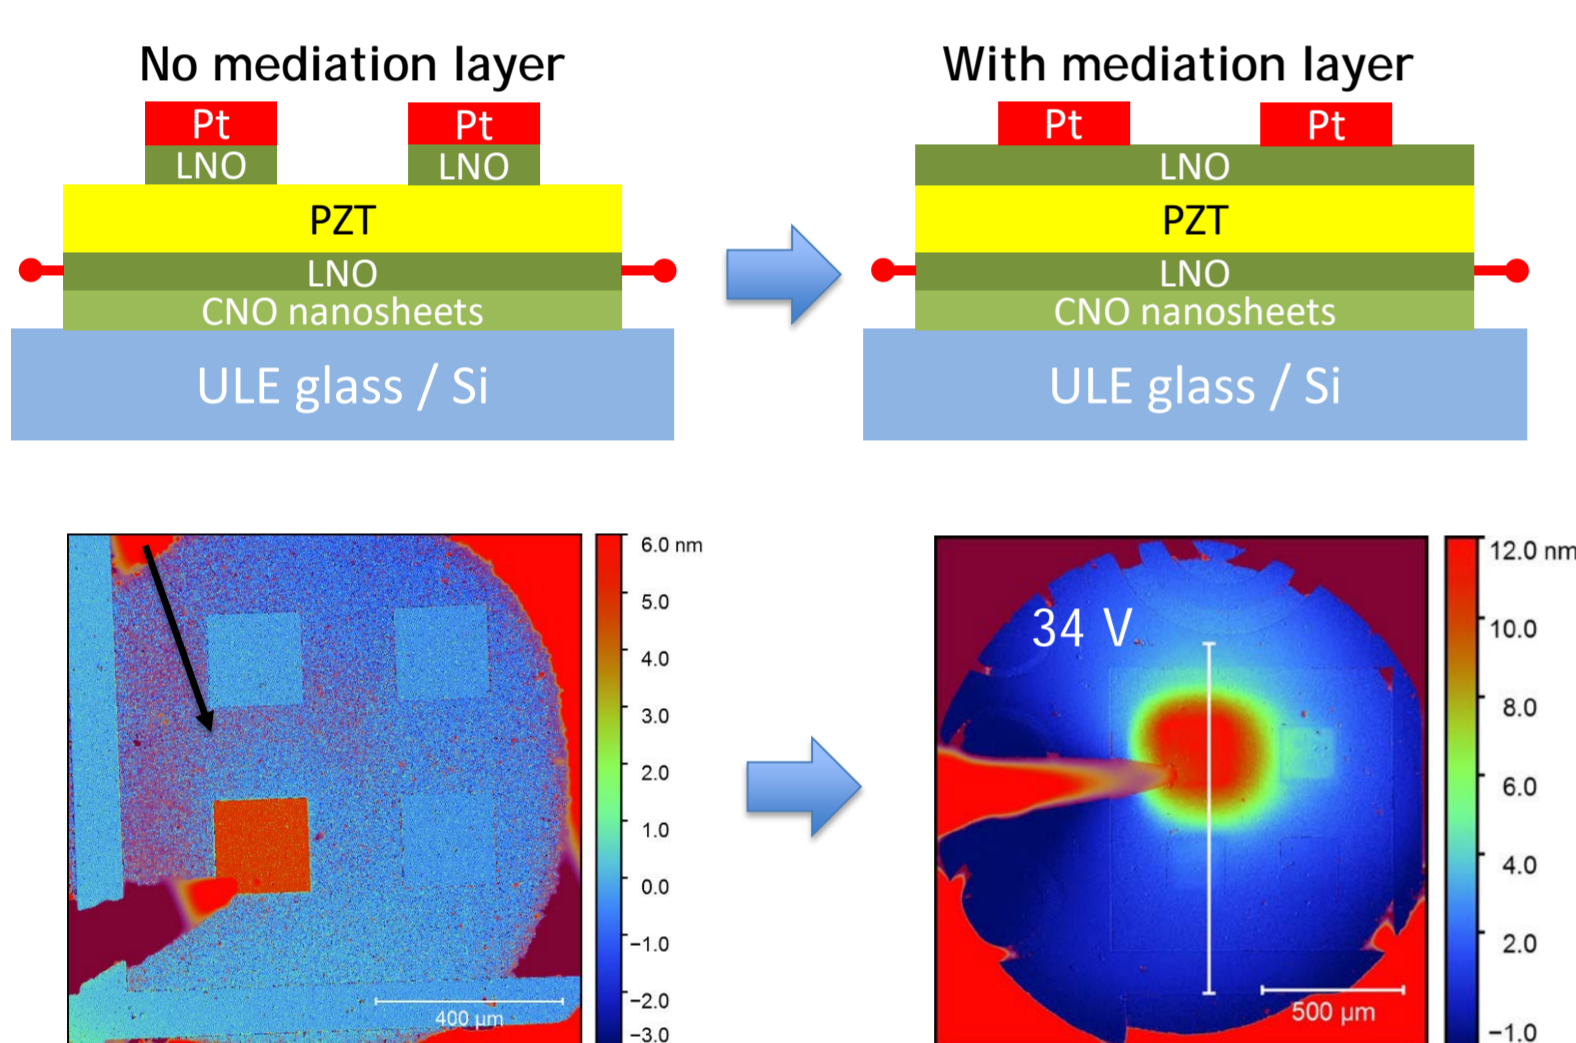 No mediation layer
With mediation layer
Pt
Pt
LNO
LNO
PZT
LNO
CNO nanosheets
ULE glass / Si
Pt
Pt
LNO
PZT
LNO
CNO nanosheets
ULE glass / Si
6.0 nm
5.0
4.0
3.0
2.0
1.0
0.0
−1.0
−2.0
−3.0
400 µm
34 V
500 µm
12.0 nm
10.0
8.0
6.0
4.0
2.0
−1.0